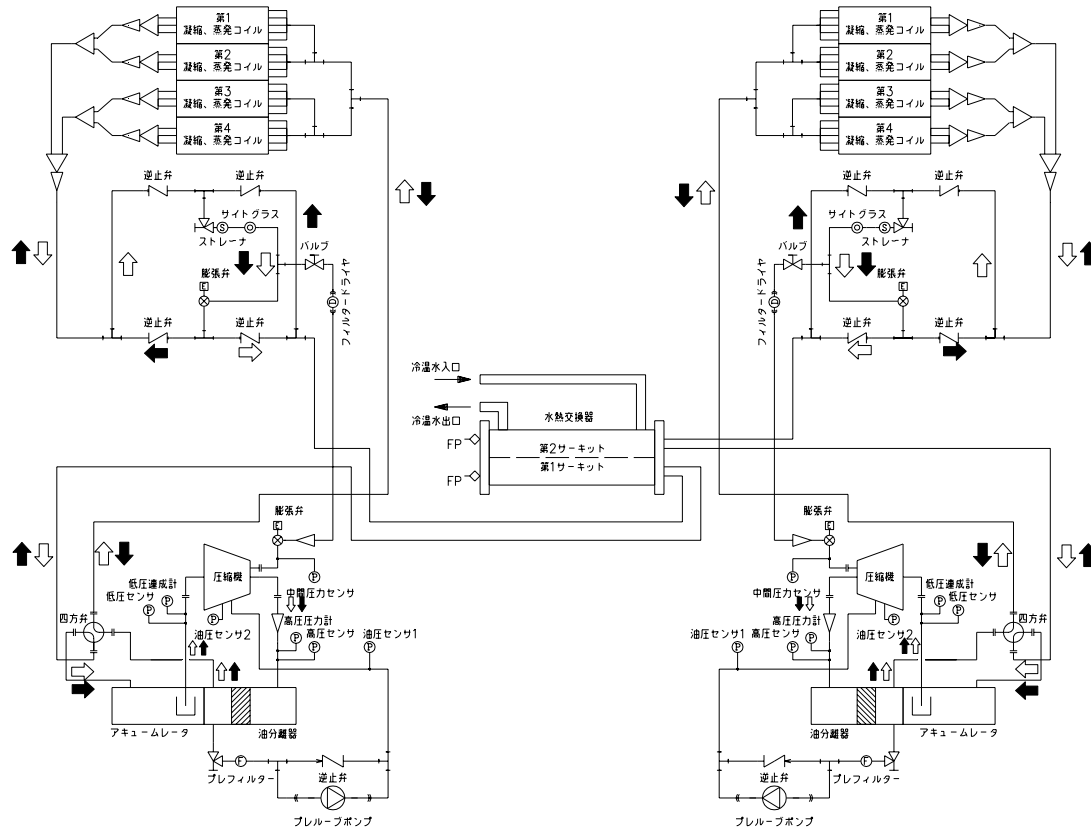 第1
凝縮、蒸発コイル
第2
凝縮、蒸発コイル
第3
凝縮、蒸発コイル
第4
凝縮、蒸発コイル
第1
凝縮、蒸発コイル
第2
凝縮、蒸発コイル
第3
凝縮、蒸発コイル
第4
凝縮、蒸発コイル
逆止弁
逆止弁
サイトグラス
S
ストレーナ
バルブ
膨張弁
E
フィルタードライヤ
D
逆止弁
逆止弁
逆止弁
逆止弁
サイトグラス
S
ストレーナ
バルブ
膨張弁
E
フィルタードライヤ
D
逆止弁
逆止弁
冷温水入口
冷温水出口
水熱交換器
FP
第2サーキット
第1サーキット
FP
膨張弁
E
圧縮機
P
中間圧力センサ
低圧連成計
P
低圧センサ
P
P
油圧センサ2
高圧圧力計
P
高圧センサ
P
油圧センサ1
P
四方弁
アキュームレータ
油分離器
F
プレフィルター
逆止弁
プレルーブポンプ
膨張弁
E
圧縮機
P
中間圧力センサ
低圧連成計
P
低圧センサ
P
P
油圧センサ2
高圧圧力計
P
高圧センサ
P
油圧センサ1
P
四方弁
油分離器
アキュームレータ
F
プレフィルター
逆止弁
プレルーブポンプ